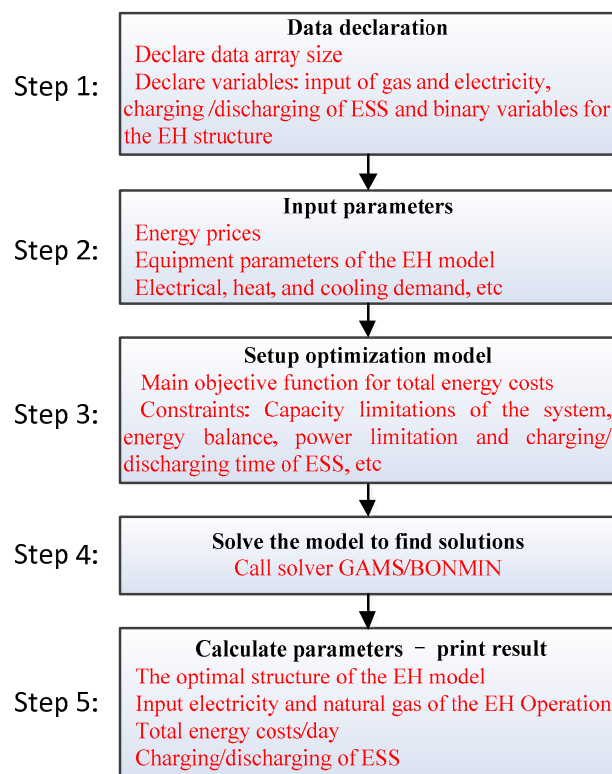 Data declaration
Step 1:
Declare data array size
Declare variables: input of gas and electricity,
charging /discharging of ESS and binary variables for
the EH structure
Input parameters
Step 2:
Energy prices
Equipment parameters of the EH model
Electrical, heat, and cooling demand, etc
Setup optimization model
Step 3:
Main objective function for total energy costs
Constraints: Capacity limitations of the system,
energy balance, power limitation and charging/
discharging time of ESS, etc
Step 4:
Solve the model to find solutions
Call solver GAMS/BONMIN
Calculate parameters – print result
Step 5:
The optimal structure of the EH model
Input electricity and natural gas of the EH Operation
Total energy costs/day
Charging/discharging of ESS